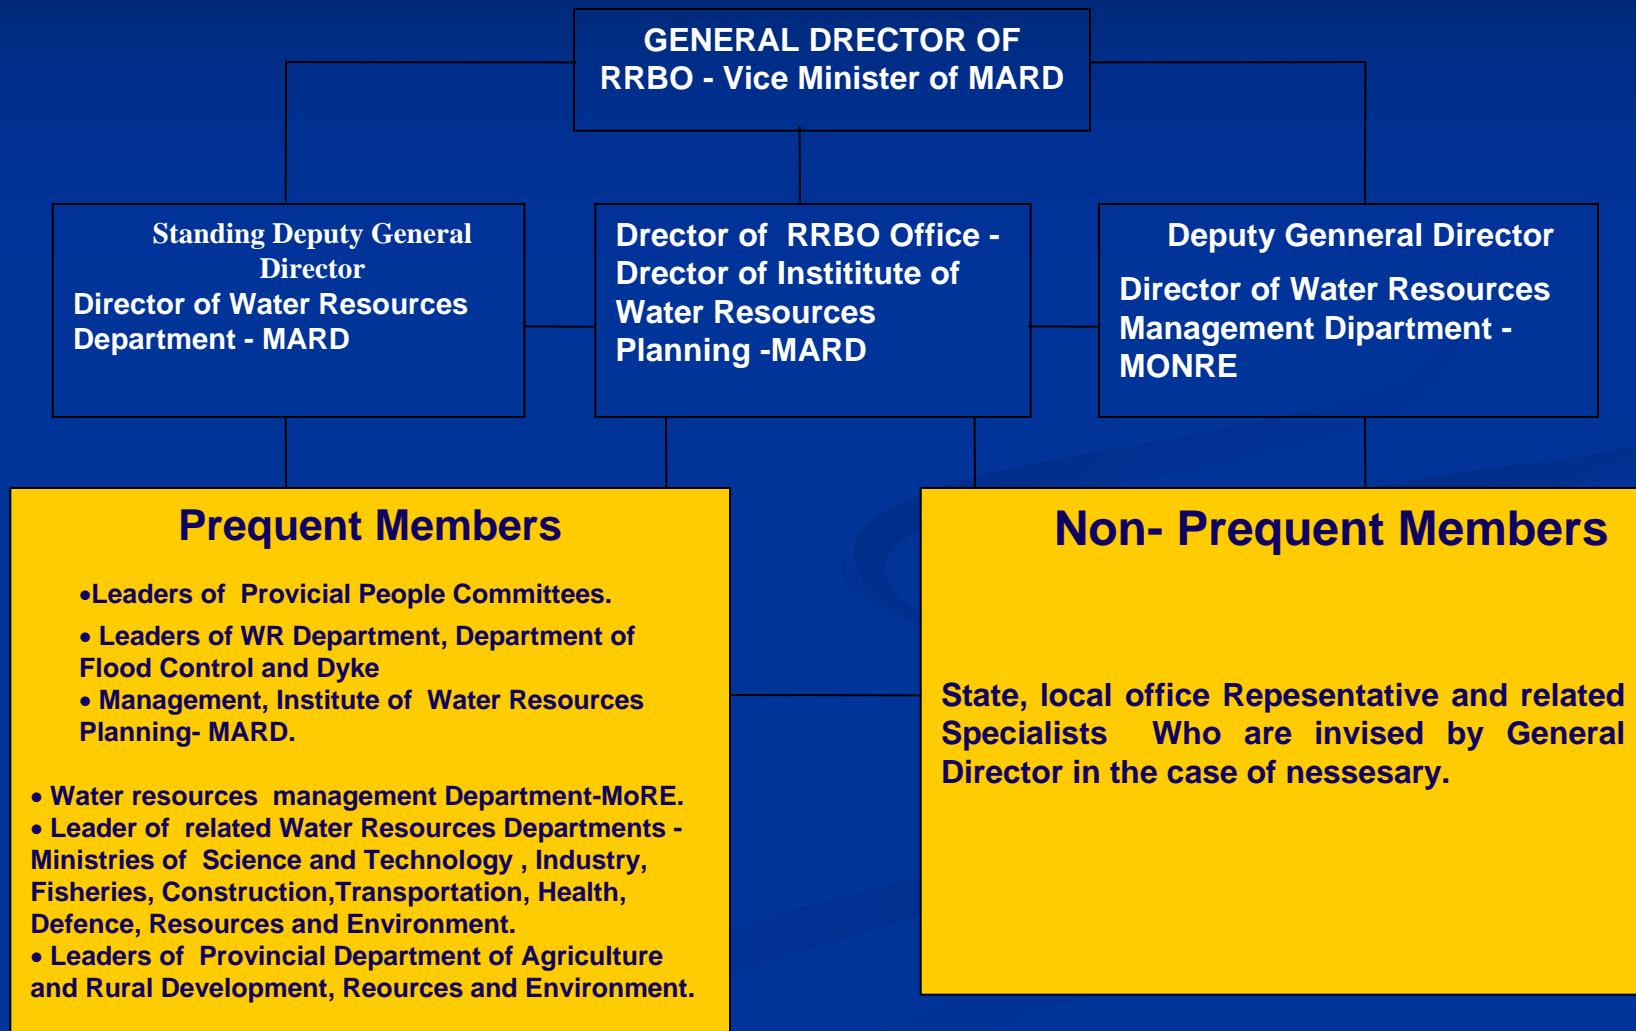 GENERAL DRECTOR OF
RRBO - Vice Minister of MARD
Standing Deputy General
Director
Director of Water Resources
Department - MARD
Drector of RRBO Office -
Drector of Instititute of
Water Resources
Planning -MARD
Deputy Genneral Director
Director of Water Resources
Management Dipartment -
MONRE
Prequent Members
•Leaders of Provicial People Committees.
• Leaders of WR Department, Department of
Flood Control and Dyke
• Management, Institute of Water Resources
Planning- MARD.
• Water resources management Department-MoRE.
• Leader of related Water Resources Departments -
Ministries of Science and Technology , Industry,
Fisheries, Construction,Transportation, Health,
Defence, Resources and Environment.
• Leaders of Provincial Department of Agriculture
and Rural Development, Reources and Environment.
Non- Prequent Members
State, local office Repesentative and related
Specialists Who are invised by General
Director in the case of nessesary.